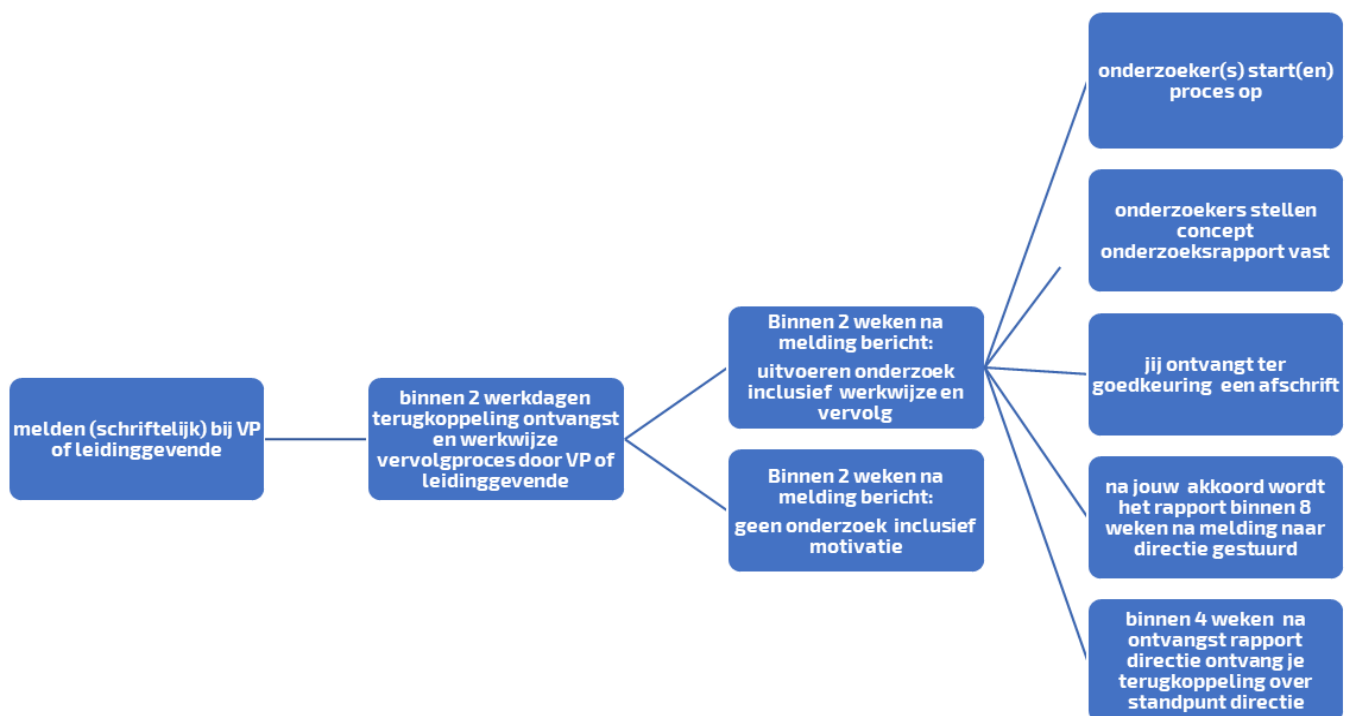 melden (schriftelijk) bij VP
of leidinggevende
binnen 2 werkdagen
terugkoppeling ontvangst
en werkwijze
vervolgproces door VP of
leidinggevende
Binnen 2 weken na
melding bericht:
uitvoeren onderzoek
inclusief werkwijze en
vervolg
Binnen 2 weken na
melding bericht:
geen onderzoek inclusief
motivatie
onderzoeker(s) start(en)
proces op
onderzoekers stellen
concept
onderzoeksrapport vast
jij ontvangt ter
goedkeuring een afschrift
na jouw akkoord wordt
het rapport binnen 8
weken na melding naar
directie gestuurd
binnen 4 weken na
ontvangst rapport
directie ontvang je
terugkoppeling over
standpunt directie